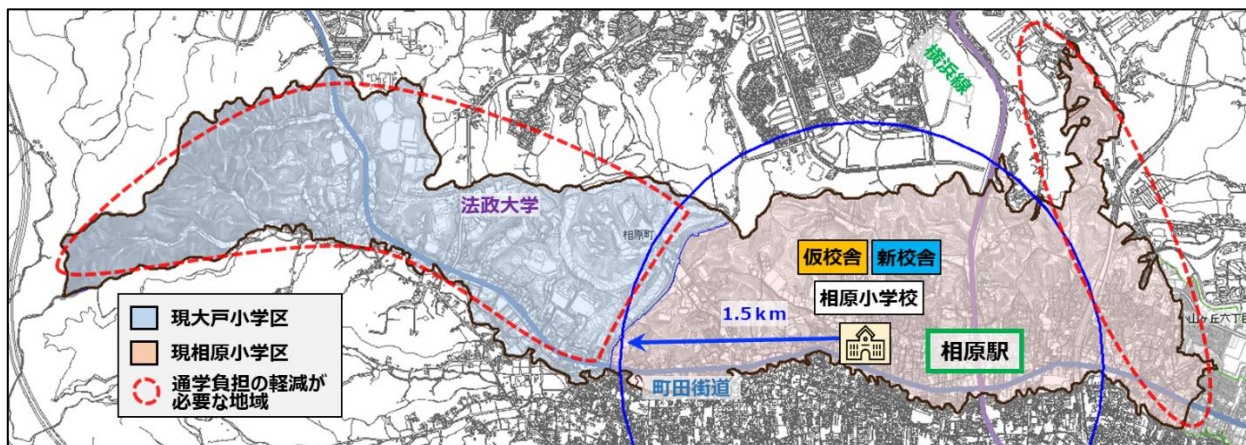 横浜線
法政大学
相原町
仮校舎
新校舎
相原小学校
1.5km
相原駅
町田街道
現大戸小学区
現相原小学区
通学負担の軽減が
必要な地域